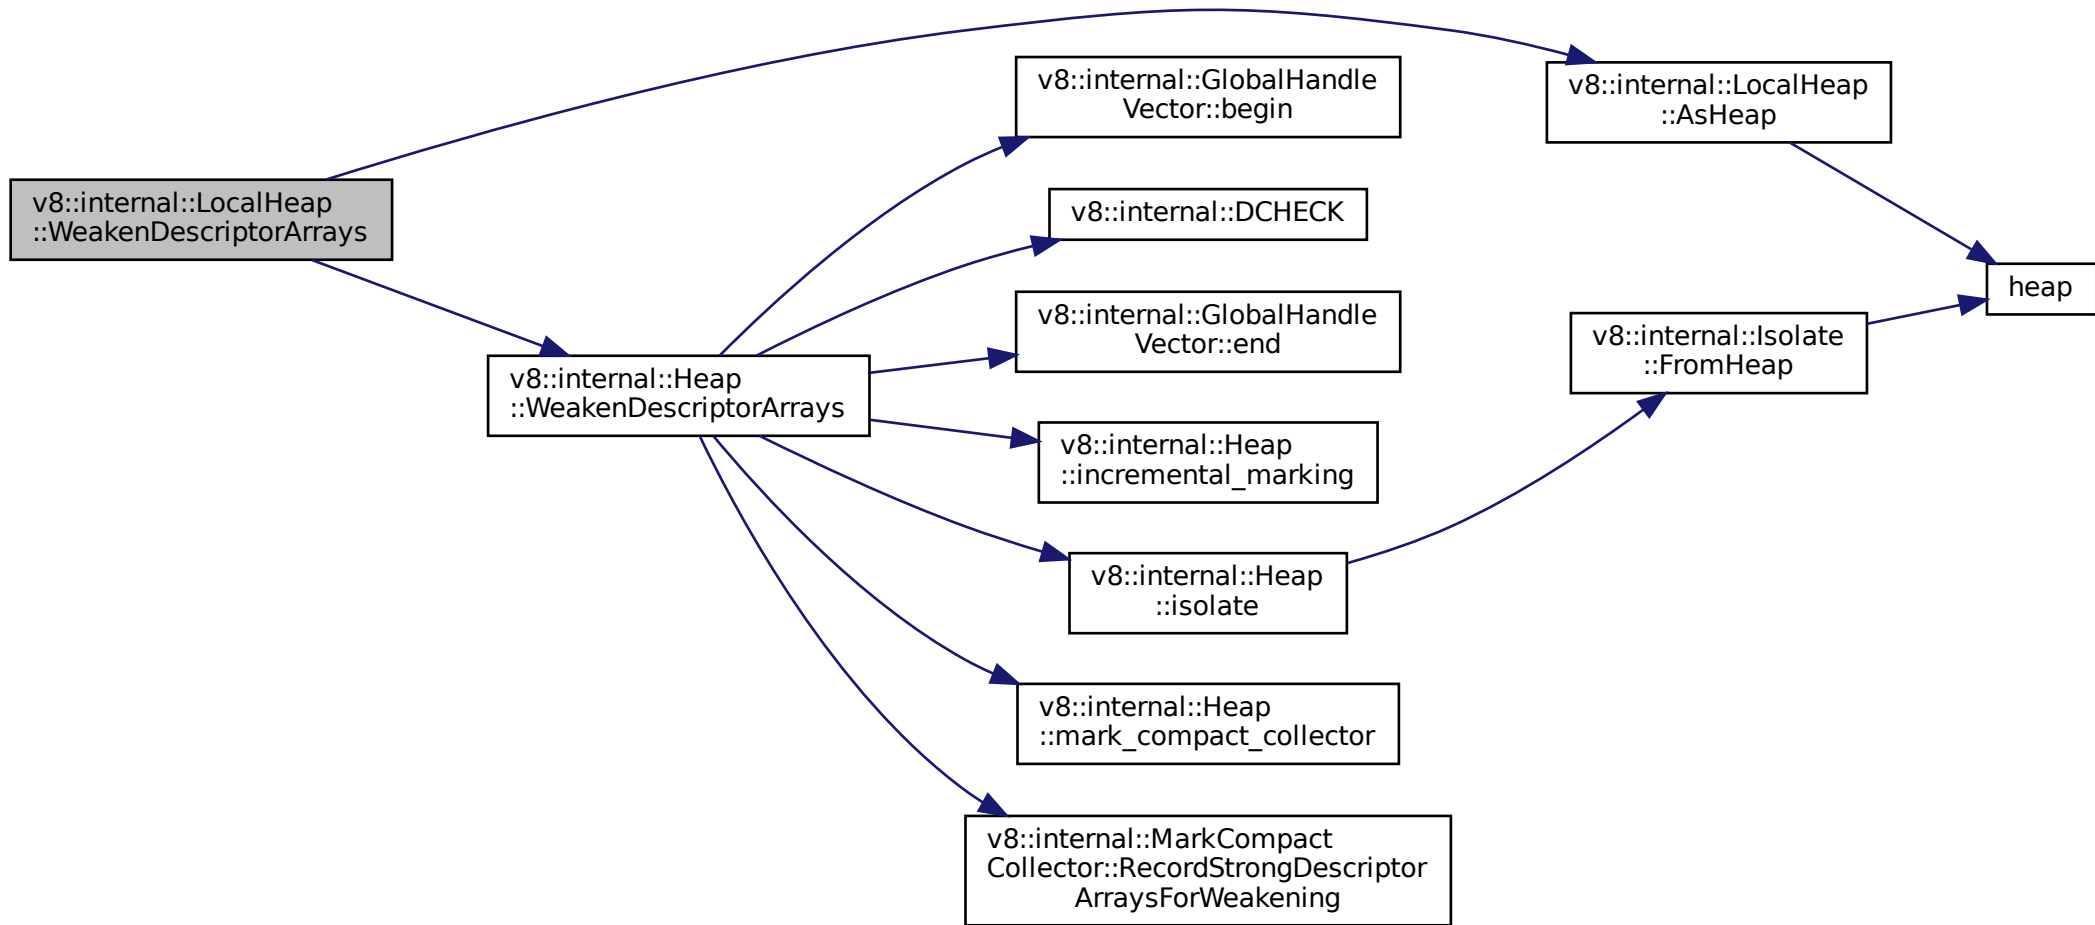 v8::internal::LocalHeap
::WeakenDescriptorArrays
v8::internal::Heap
::WeakenDescriptorArrays
v8::internal::GlobalHandle
Vector::begin
v8::internal::DCHECK
v8::internal::GlobalHandle
Vector::end
v8::internal::Heap
::incremental_marking
v8::internal::Heap
::isolate
v8::internal::Heap
::mark_compact_collector
v8::internal::MarkCompact
Collector::RecordStrongDescriptor
ArraysForWeakening
v8::internal::LocalHeap
::AsHeap
v8::internal::Isolate
::FromHeap
heap